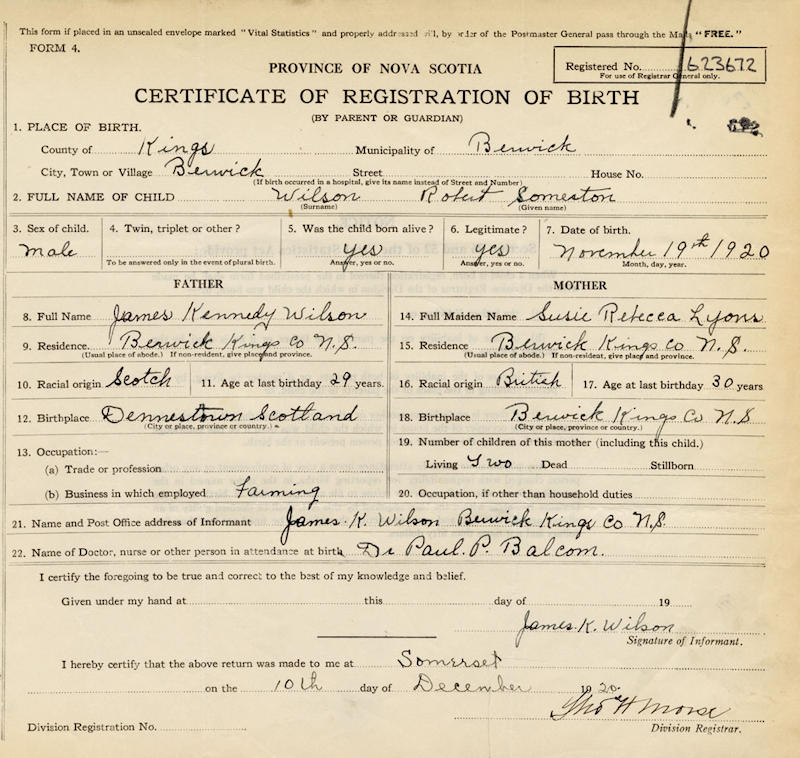 This form if placed in an unsealed envelope marked "Vital Statistics" and properly addressed will, by order of the Postmaster General pass through the Mails "FREE."
FORM 4.
Registered No. 623672
For use of Registrar General only.
PROVINCE OF NOVA SCOTIA
CERTIFICATE OF REGISTRATION OF BIRTH
(BY PARENT OR GUARDIAN)
1. PLACE OF BIRTH.
County of Kings Municipality of Berwick
City, Town or Village Berwick Street House No.
(If birth occurred in a hospital, give its name instead of Street and Number)
2. FULL NAME OF CHILD Wilson Robert Someston
(Surname) (Given name)
3. Sex of child. 4. Twin, triplet or other? 5. Was the child born alive? 6. Legitimate? 7. Date of birth.
Male yes yes November 19th 1920
To be answered only in the event of plural birth. Answer, yes or no. Answer, yes or no. Month, day, year.
FATHER MOTHER
8. Full Name James Kennedy Wilson 14. Full Maiden Name Susie Rebecca Lyons
9. Residence. Berwick Kings Co N.S. 15. Residence Berwick Kings Co N.S.
(Usual place of abode.) If non-resident, give place and province. (Usual place of abode.) If non-resident, give place and province.
10. Racial origin Scotch 11. Age at last birthday 29 years. 16. Racial origin British 17. Age at last birthday 30 years
12. Birthplace Dennestown Scotland 18. Birthplace Berwick Kings Co N.S
(City or place, province or country.) (City or place, province or country.)
13. Occupation:— 19. Number of children of this mother (including this child.)
(a) Trade or profession Living Two Dead Stillborn
(b) Business in which employed Farming 20. Occupation, if other than household duties
21. Name and Post Office address of Informant James K. Wilson Berwick Kings Co N.S.
22. Name of Doctor, nurse or other person in attendance at birth Dr Paul. P. Balcom.
I certify the foregoing to be true and correct to the best of my knowledge and belief.
Given under my hand at this day of 19
James K. Wilson
Signature of Informant.
I hereby certify that the above return was made to me at Somerset
on the 10th day of December 1920.
Thos H Morse
Division Registrar.
Division Registration No.